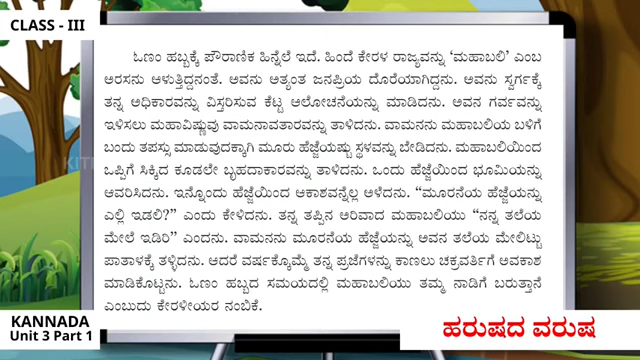 CLASS - III
ಓಣಂ ಹಬ್ಬಕ್ಕೆ ಪೌರಾಣಿಕ ಹಿನ್ನೆಲೆ ಇದೆ. ಹಿಂದೆ ಕೇರಳ ರಾಜ್ಯವನ್ನು ‘ಮಹಾಬಲಿ’ ಎಂಬ
ಅರಸನು ಆಳುತ್ತಿದ್ದನಂತೆ. ಅವನು ಅತ್ಯಂತ ಜನಪ್ರಿಯ ದೊರೆಯಾಗಿದ್ದನು. ಅವನು ಸ್ವರ್ಗಕ್ಕೆ
ತನ್ನ ಅಧಿಕಾರವನ್ನು ವಿಸ್ತರಿಸುವ ಕೆಟ್ಟ ಆಲೋಚನೆಯನ್ನು ಮಾಡಿದನು. ಅವನ ಗರ್ವವನ್ನು
ಇಳಿಸಲು ಮಹಾವಿಷ್ಣುವು ವಾಮನಾವತಾರವನ್ನು ತಾಳಿದನು. ವಾಮನನು ಮಹಾಬಲಿಯ ಬಳಿಗೆ
ಬಂದು ತಪಸ್ಸು ಮಾಡುವುದಕ್ಕಾಗಿ ಮೂರು ಹೆಜ್ಜೆಯಷ್ಟು ಸ್ಥಳವನ್ನು ಬೇಡಿದನು. ಮಹಾಬಲಿಯಿಂದ
ಒಪ್ಪಿಗೆ ಸಿಕ್ಕಿದ ಕೂಡಲೇ ಬೃಹದಾಕಾರವನ್ನು ತಾಳಿದನು. ಒಂದು ಹೆಜ್ಜೆಯಿಂದ ಭೂಮಿಯನ್ನು
ಆವರಿಸಿದನು. ಇನ್ನೊಂದು ಹೆಜ್ಜೆಯಿಂದ ಆಕಾಶವನ್ನೆಲ್ಲ ಅಳೆದನು. “ಮೂರನೆಯ ಹೆಜ್ಜೆಯನ್ನು
ಎಲ್ಲಿ ಇಡಲಿ?” ಎಂದು ಕೇಳಿದನು. ತನ್ನ ತಪ್ಪಿನ ಅರಿವಾದ ಮಹಾಬಲಿಯು “ನನ್ನ ತಲೆಯ
ಮೇಲೆ ಇಡಿರಿ” ಎಂದನು. ವಾಮನನು ಮೂರನೆಯ ಹೆಜ್ಜೆಯನ್ನು ಅವನ ತಲೆಯ ಮೇಲಿಟ್ಟು
ಪಾತಾಳಕ್ಕೆ ತಳ್ಳಿದನು. ಆದರೆ ವರ್ಷಕ್ಕೊಮ್ಮೆ ತನ್ನ ಪ್ರಜೆಗಳನ್ನು ಕಾಣಲು ಚಕ್ರವರ್ತಿಗೆ ಅವಕಾಶ
ಮಾಡಿಕೊಟ್ಟನು. ಓಣಂ ಹಬ್ಬದ ಸಮಯದಲ್ಲಿ ಮಹಾಬಲಿಯು ತಮ್ಮ ನಾಡಿಗೆ ಬರುತ್ತಾನೆ
ಎಂಬುದು ಕೇರಳೀಯರ ನಂಬಿಕೆ.
KANNADA
Unit 3 Part 1
ಹರುಷದ ವರುಷ